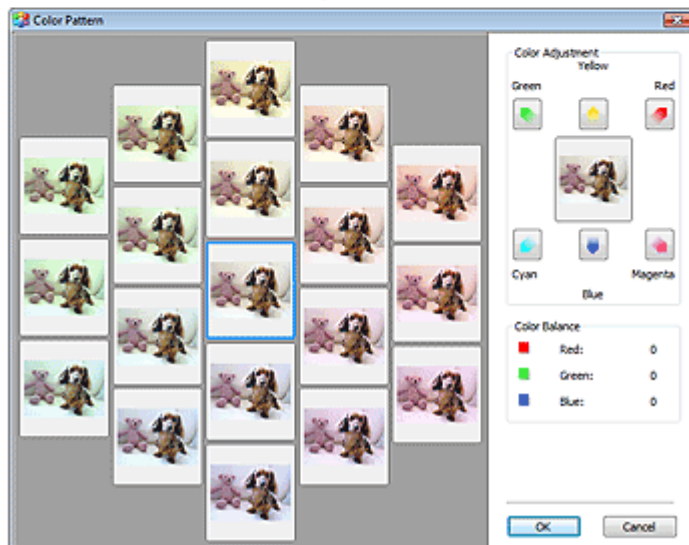 Color Pattern
Color Adjustment
Yellow
Green Red
Cyan Magenta
Blue
Color Balance
Red: 0
Green: 0
Blue: 0
OK Cancel